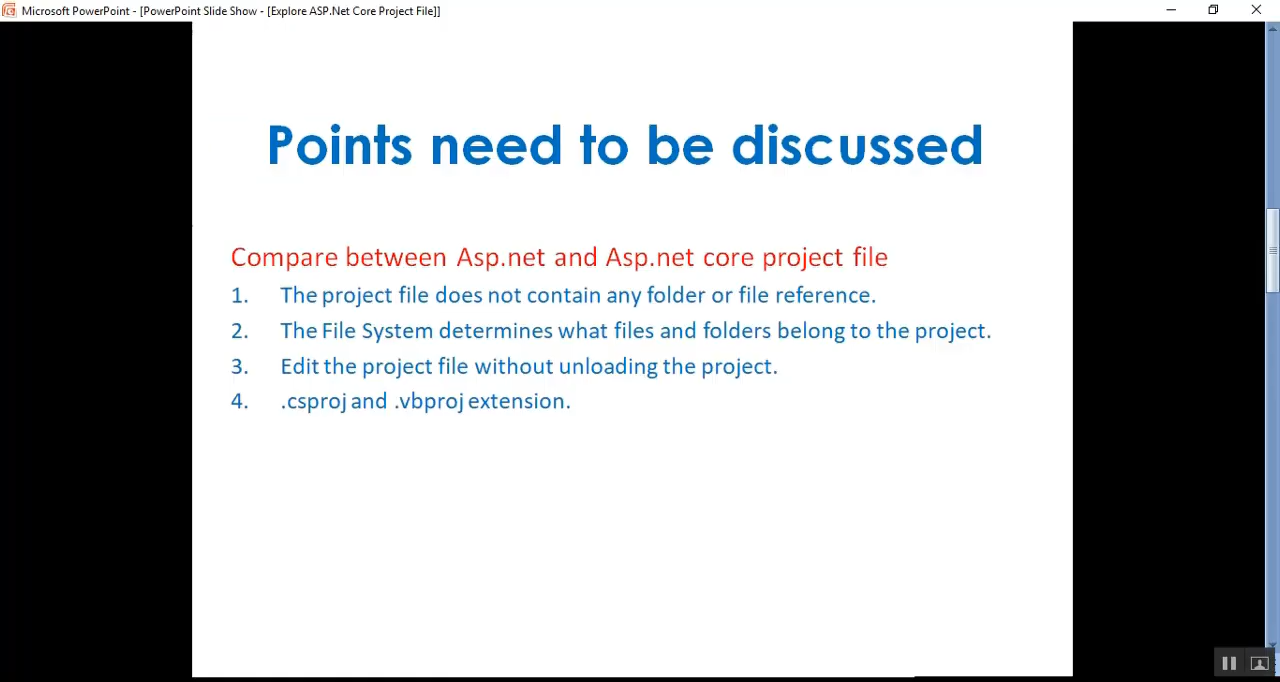 Microsoft PowerPoint - [PowerPoint Slide Show - [Explore ASP.Net Core Project File]]
Points need to be discussed
Compare between Asp.net and Asp.net core project file
1. The project file does not contain any folder or file reference.
2. The File System determines what files and folders belong to the project.
3. Edit the project file without unloading the project.
4. .csproj and .vbproj extension.